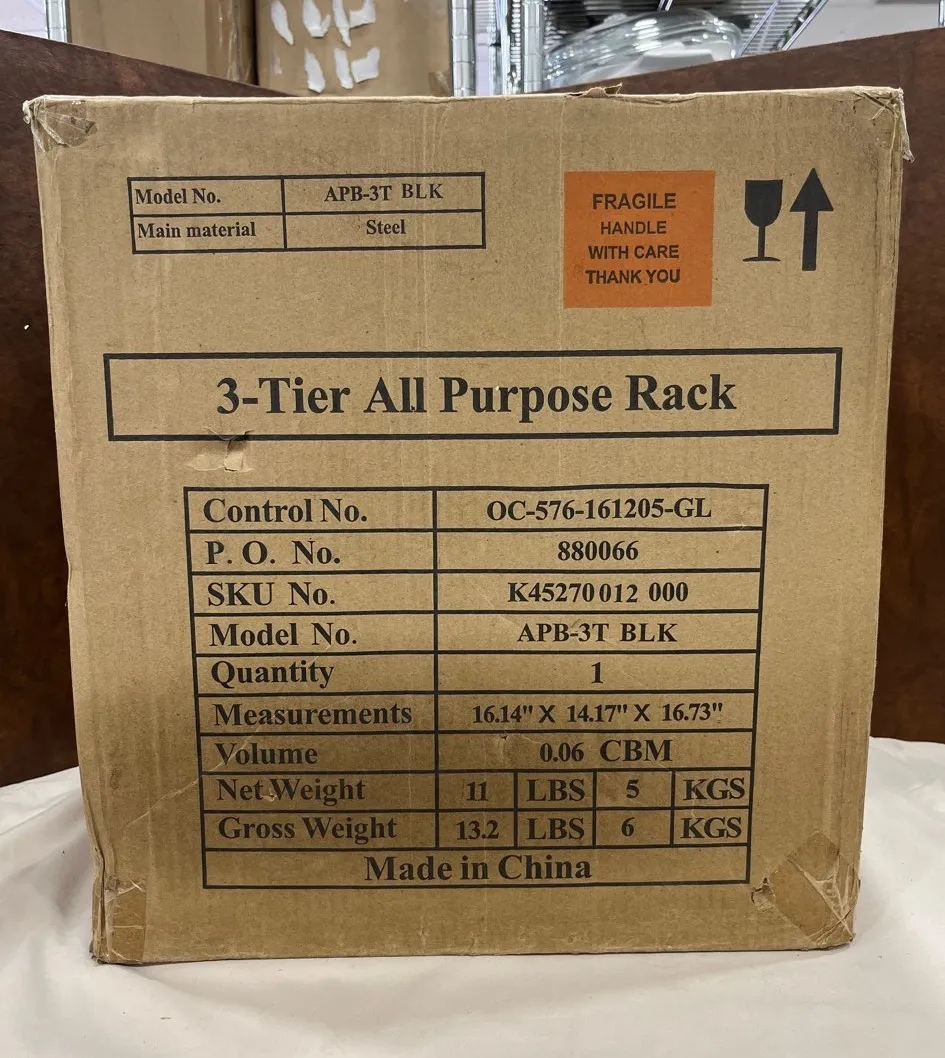 Model No. APB-3T BLK
Main material Steel
FRAGILE
HANDLE
WITH CARE
THANK YOU
3-Tier All Purpose Rack
Control No. OC-576-161205-GL
P. O. No. 880066
SKU No. K45270012 000
Model No. APB-3T BLK
Quantity 1
Measurements 16.14" X 14.17" X 16.73"
Volume 0.06 CBM
Net Weight 11 LBS 5 KGS
Gross Weight 13.2 LBS 6 KGS
Made in China